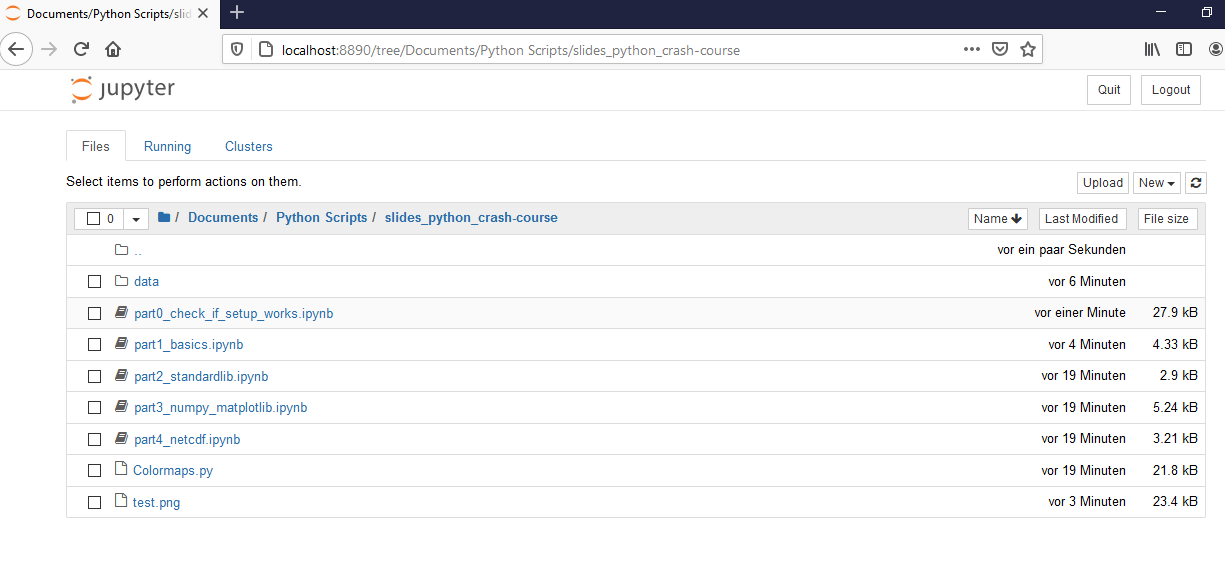 Documents/Python Scripts/slid
localhost:8890/tree/Documents/Python Scripts/slides_python_crash-course
jupyter
Quit Logout
Files Running Clusters
Select items to perform actions on them.
Upload New
0 / Documents / Python Scripts / slides_python_crash-course Name Last Modified File size
.. vor ein paar Sekunden
data vor 6 Minuten
part0_check_if_setup_works.ipynb vor einer Minute 27.9 kB
part1_basics.ipynb vor 4 Minuten 4.33 kB
part2_standardlib.ipynb vor 19 Minuten 2.9 kB
part3_numpy_matplotlib.ipynb vor 19 Minuten 5.24 kB
part4_netcdf.ipynb vor 19 Minuten 3.21 kB
Colormaps.py vor 19 Minuten 21.8 kB
test.png vor 3 Minuten 23.4 kB